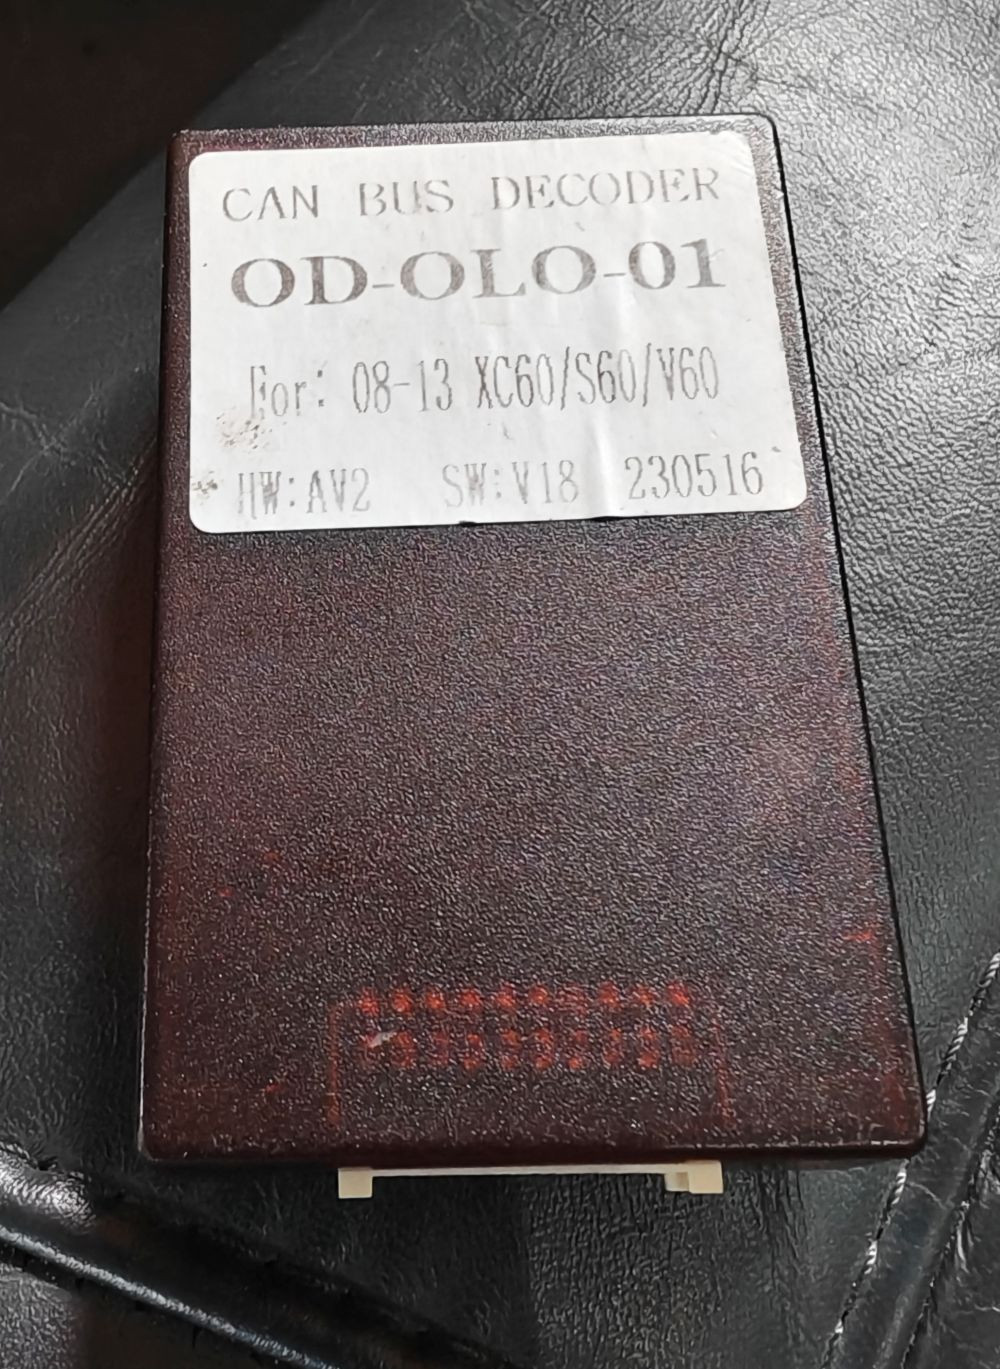 CAN BUS DECODER
OD-OLO-01
For: 08-13 XC60/S60/V60
HW:AV2 SW:V18 230516